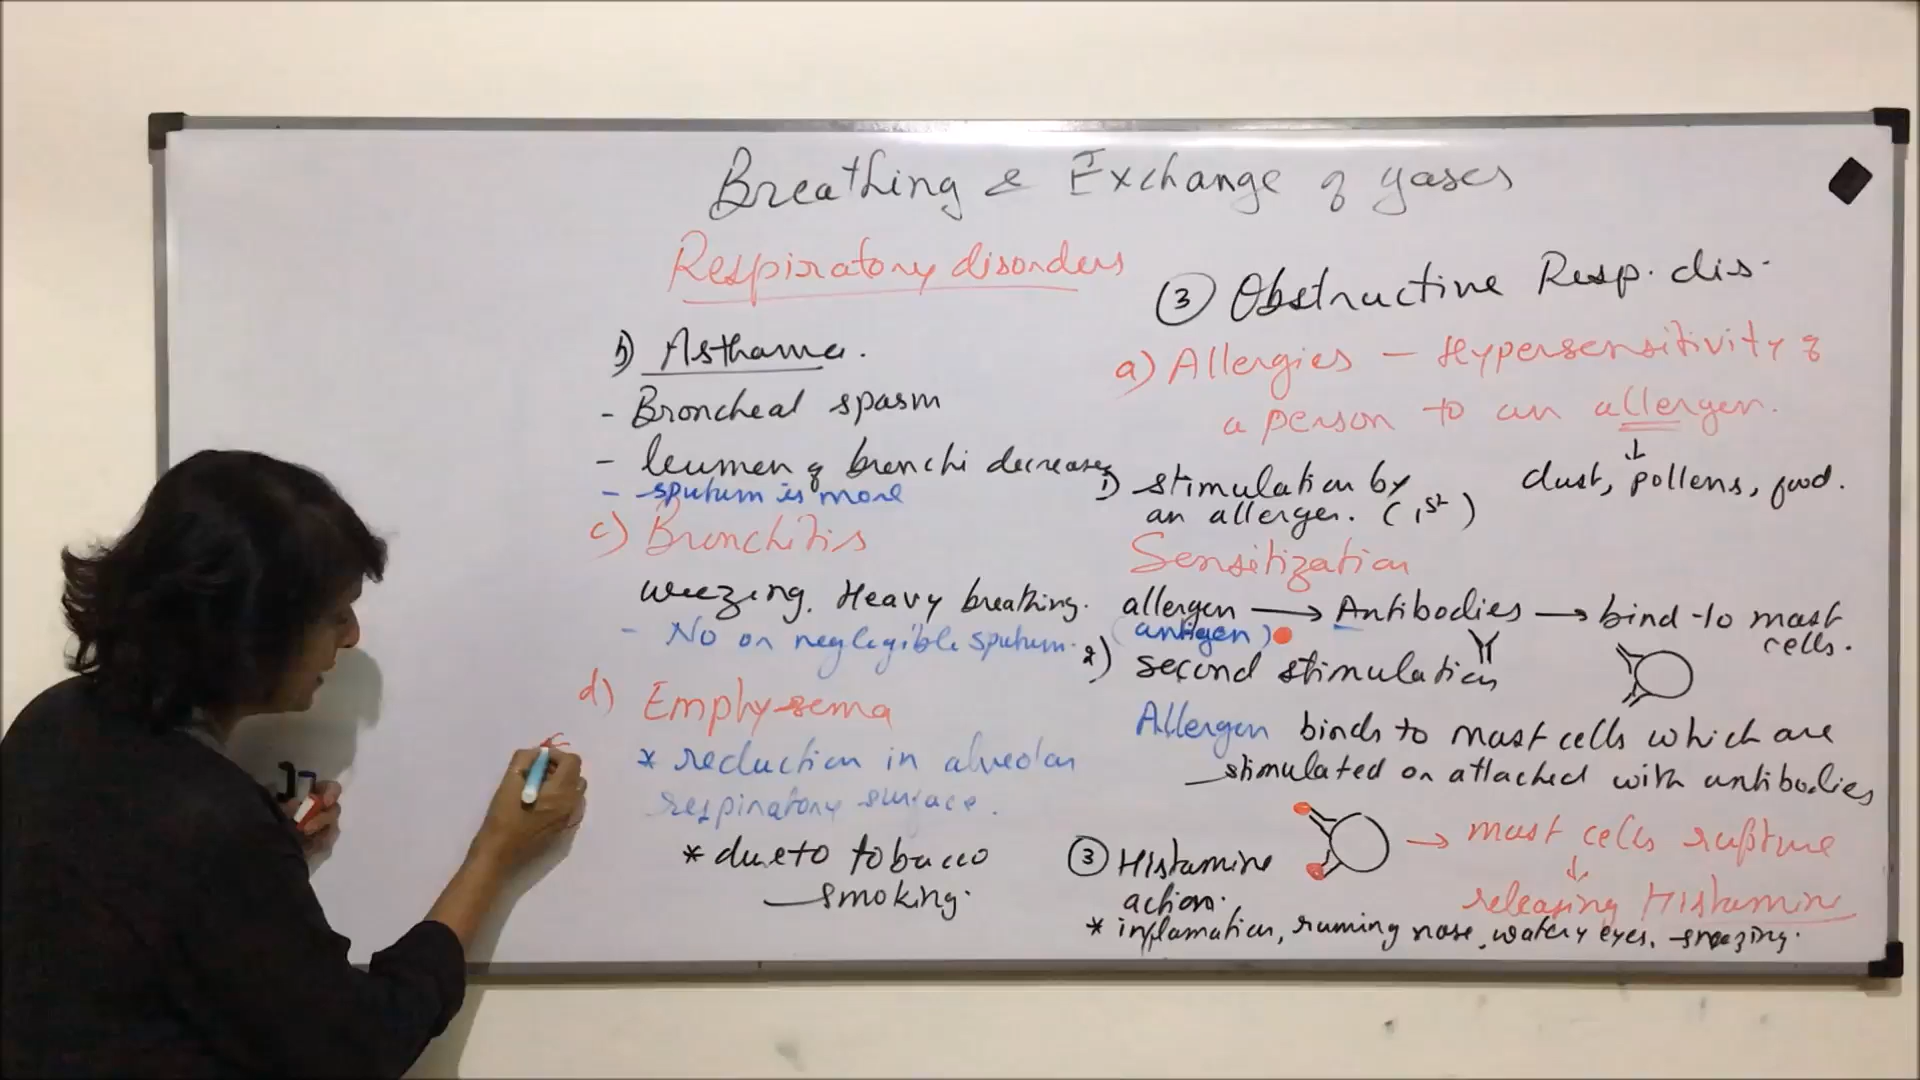 Breathing & Exchange of gases
Respiratory disorders
b) Asthama.
- Broncheal spasm
- leumen of bronchi decreases
- sputum is more
c) Bronchitis
weezing. Heavy breathing.
- No or neglegible sputum.
d) Emphysema
* reduction in alveolar
respiratory surface.
* due to tobacco
smoking.
③ Obstructive Resp. dis.
a) Allergies - Hypersensitivity of
a person to an allergen.
↓
dust, pollens, food.
1) stimulation by
an allergen. (1st)
Sensitization
allergen → Antibodies → bind to mast
cells.
(antigen)
2) second stimulation
Allergen binds to mast cells which are
stimulated or attached with antibodies
→ mast cells rupture
↓
releasing Histamin
③ Histamine
action.
* inflamation, running nose, watery eyes, sneezing.